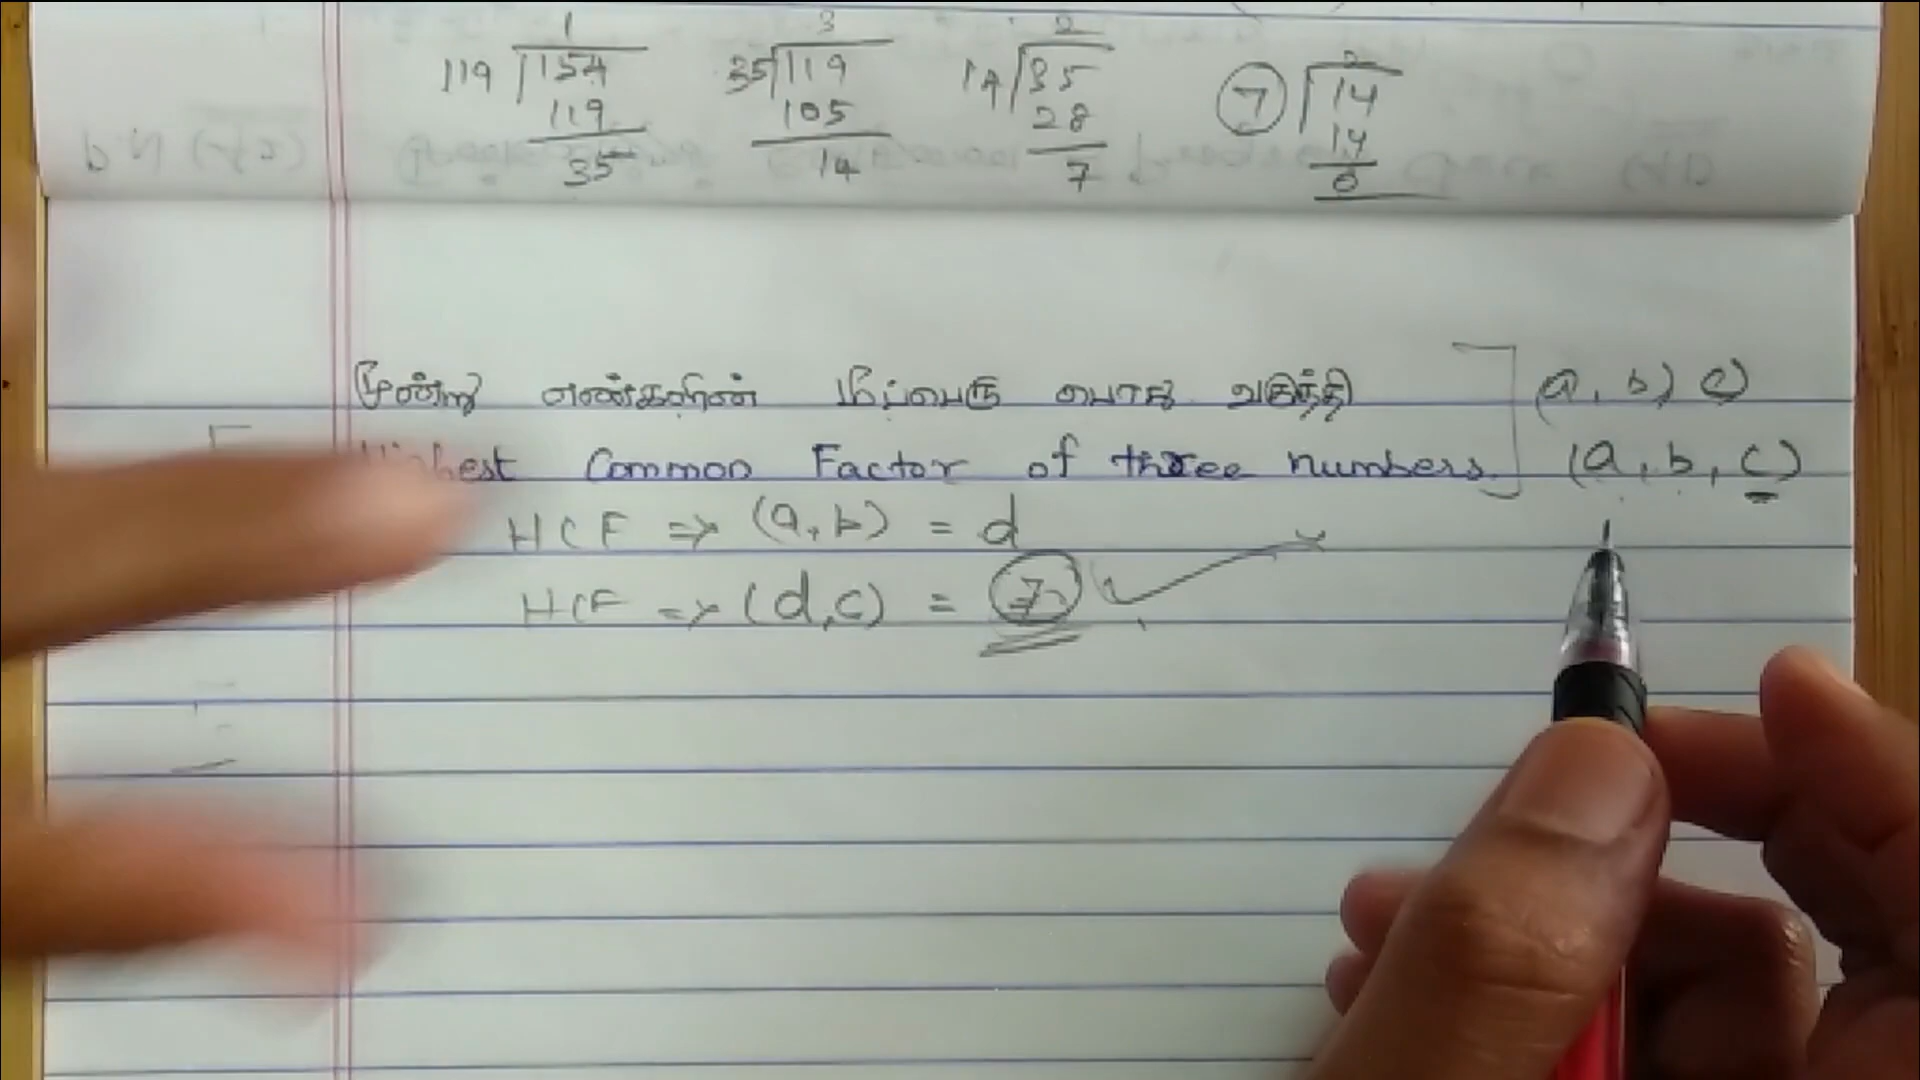 1 3 2 2
119 154 35 119 14 35 7 14
119 105 28 14
35 14 7 0
மூன்று எண்களின் மீப்பெரு பொது வகுத்தி (a, b) c)
Highest Common Factor of three numbers. (a, b, c)
HCF ⇒ (a, b) = d
HCF ⇒ (d, c) = 7